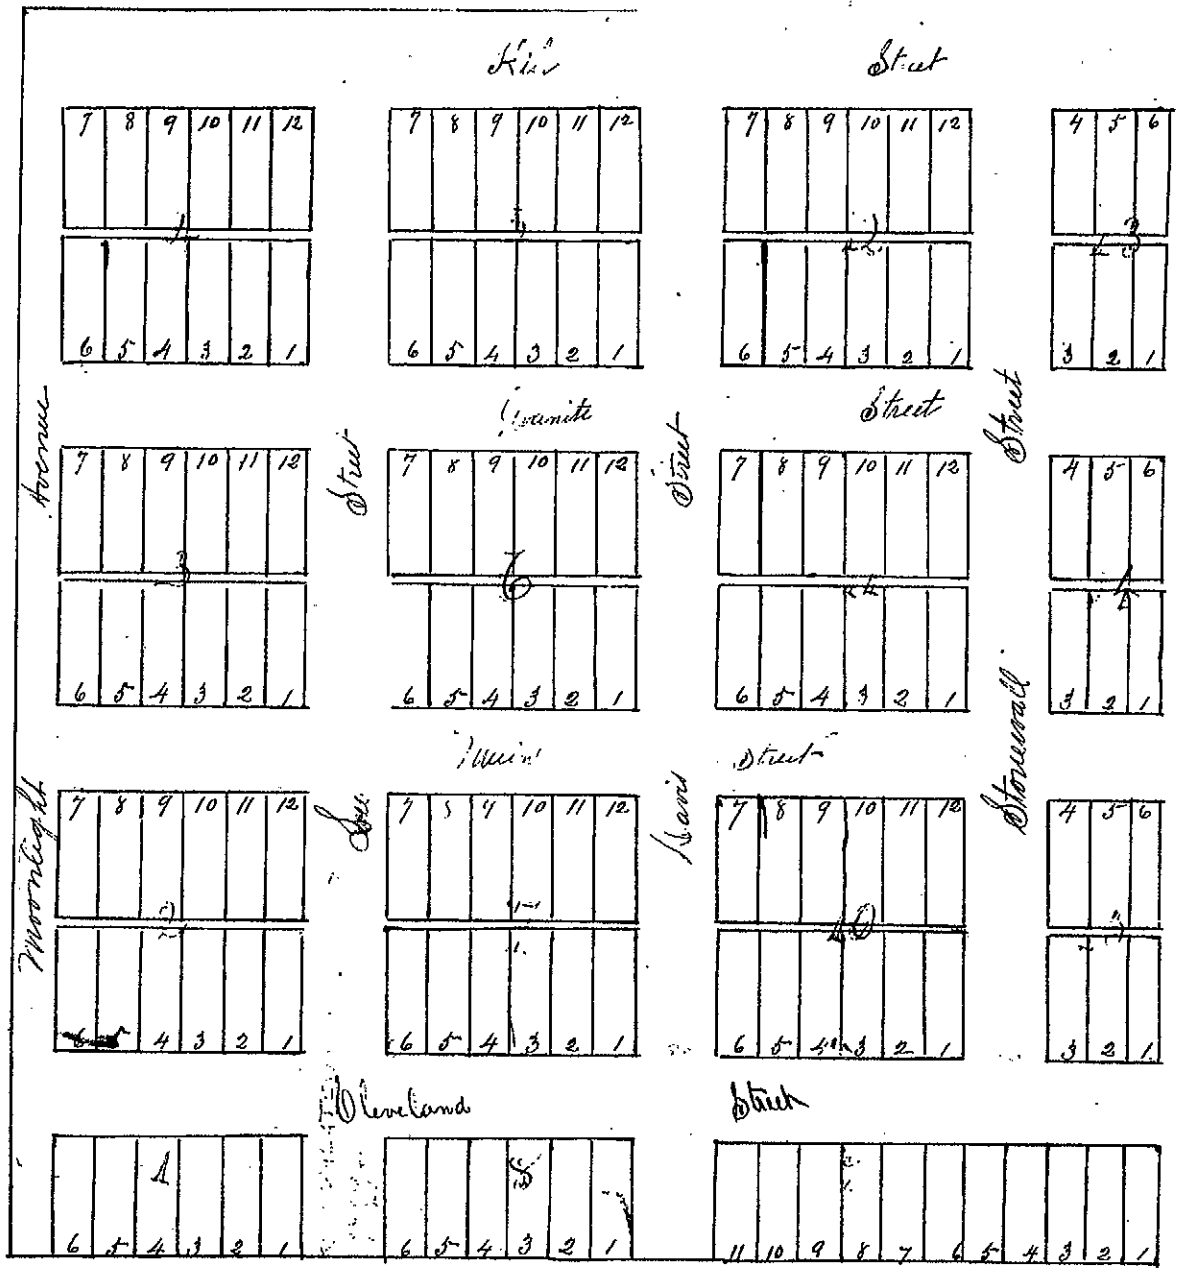 Street
7 8 9 10 11 12
7 8 9 10 11 12
7 8 9 10 11 12
4 5 6
6 5 4 3 2 1
6 5 4 3 2 1
6 5 4 3 2 1
3 2 1
Granite Street
Moonlight Avenue
Street
Davis Street
Stonewall Street
7 8 9 10 11 12
7 8 9 10 11 12
7 8 9 10 11 12
4 5 6
3
6
6 5 4 3 2 1
6 5 4 3 2 1
6 5 4 3 2 1
3 2 1
Main Street
7 8 9 10 11 12
7 10 11 12
7 8 9 10 11 12
4 5 6
10
6 5 4 3 2 1
6 5 4 3 2 1
6 5 4 3 2 1
3 2 1
Cleveland Street
1
8
6 5 4 3 2 1
6 5 4 3 2 1
11 10 9 8 7 6 5 4 3 2 1